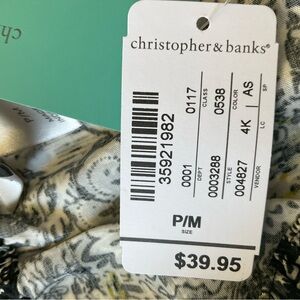 christopher & banks®
35921982
0001 0117
DEPT CLASS
0003288 0538
STYLE COLOR
004827 4K AS
VENDOR LC SP
P/M
SIZE
$39.95
ch
P/M